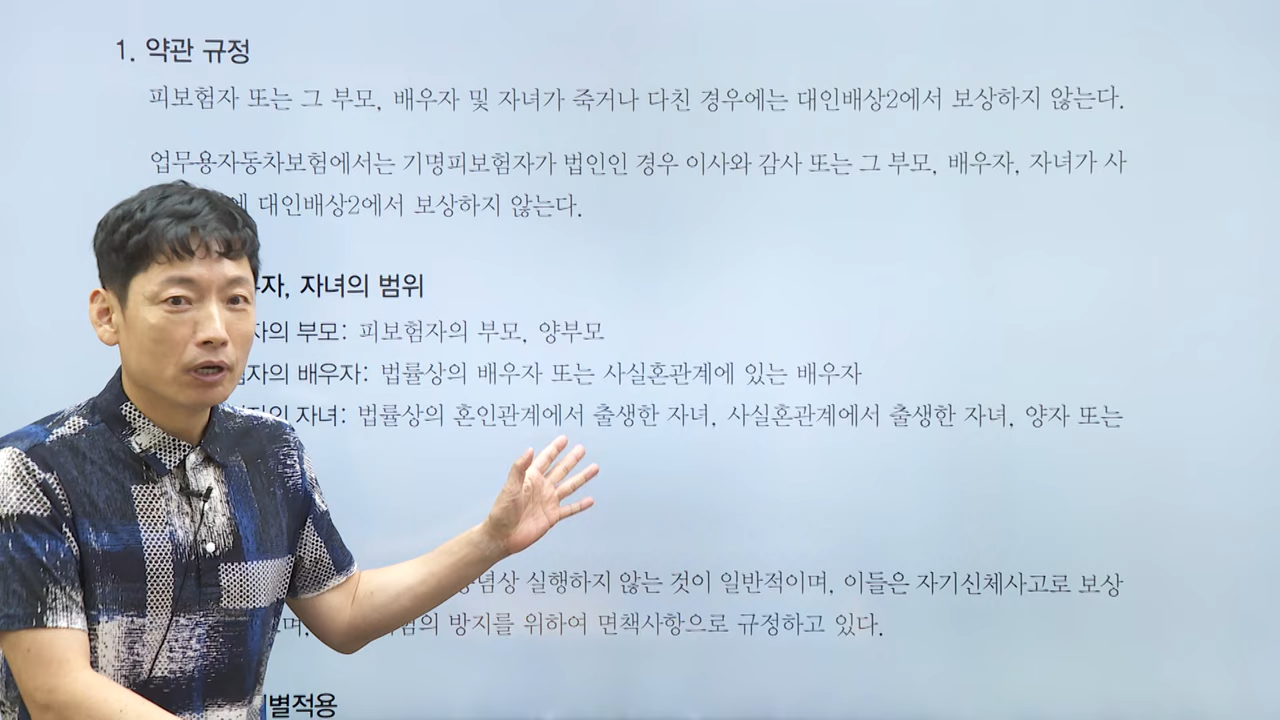 1. 약관 규정
피보험자 또는 그 부모, 배우자 및 자녀가 죽거나 다친 경우에는 대인배상2에서 보상하지 않는다.
업무용자동차보험에서는 기명피보험자가 법인인 경우 이사와 감사 또는 그 부모, 배우자, 자녀가 사
대인배상2에서 보상하지 않는다.
자녀의 범위
부모: 피보험자의 부모, 양부모
배우자: 법률상의 배우자 또는 사실혼관계에 있는 배우자
자녀: 법률상의 혼인관계에서 출생한 자녀, 사실혼관계에서 출생한 자녀, 양자 또는
실행하지 않는 것이 일반적이며, 이들은 자기신체사고로 보상
방지를 위하여 면책사항으로 규정하고 있다.